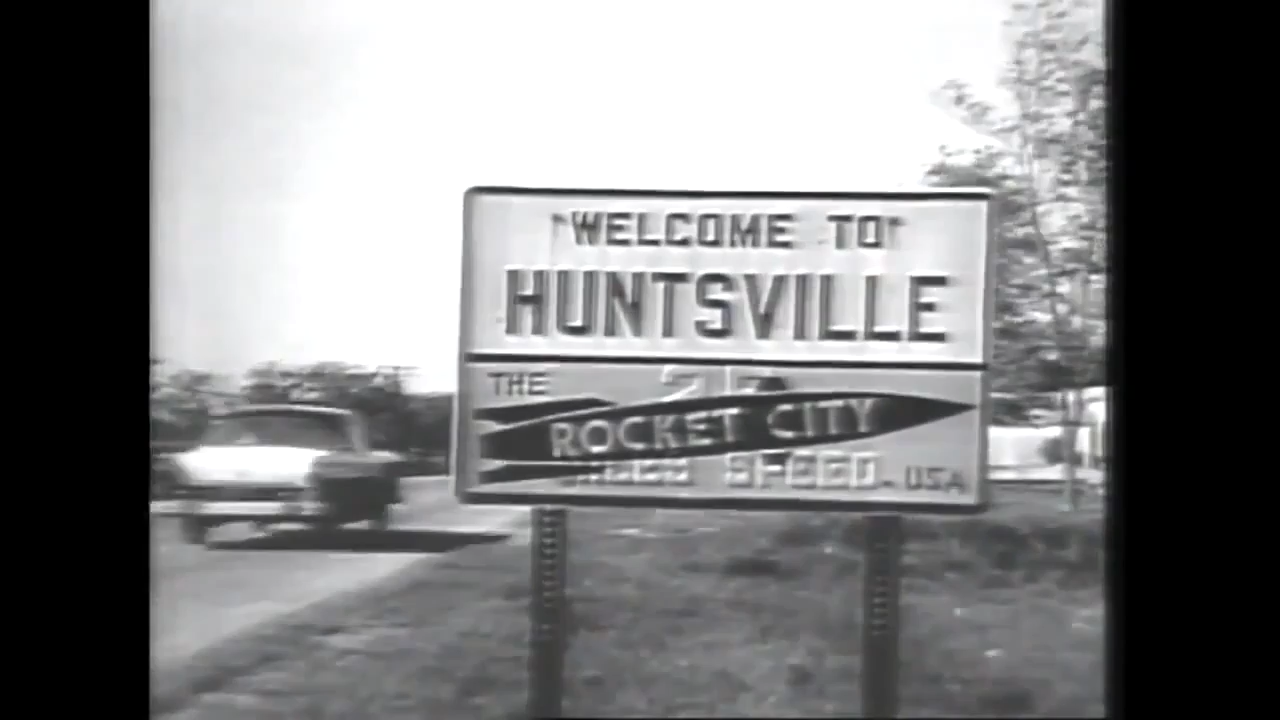 WELCOME TO
HUNTSVILLE
THE
ROCKET CITY
SPEED
USA